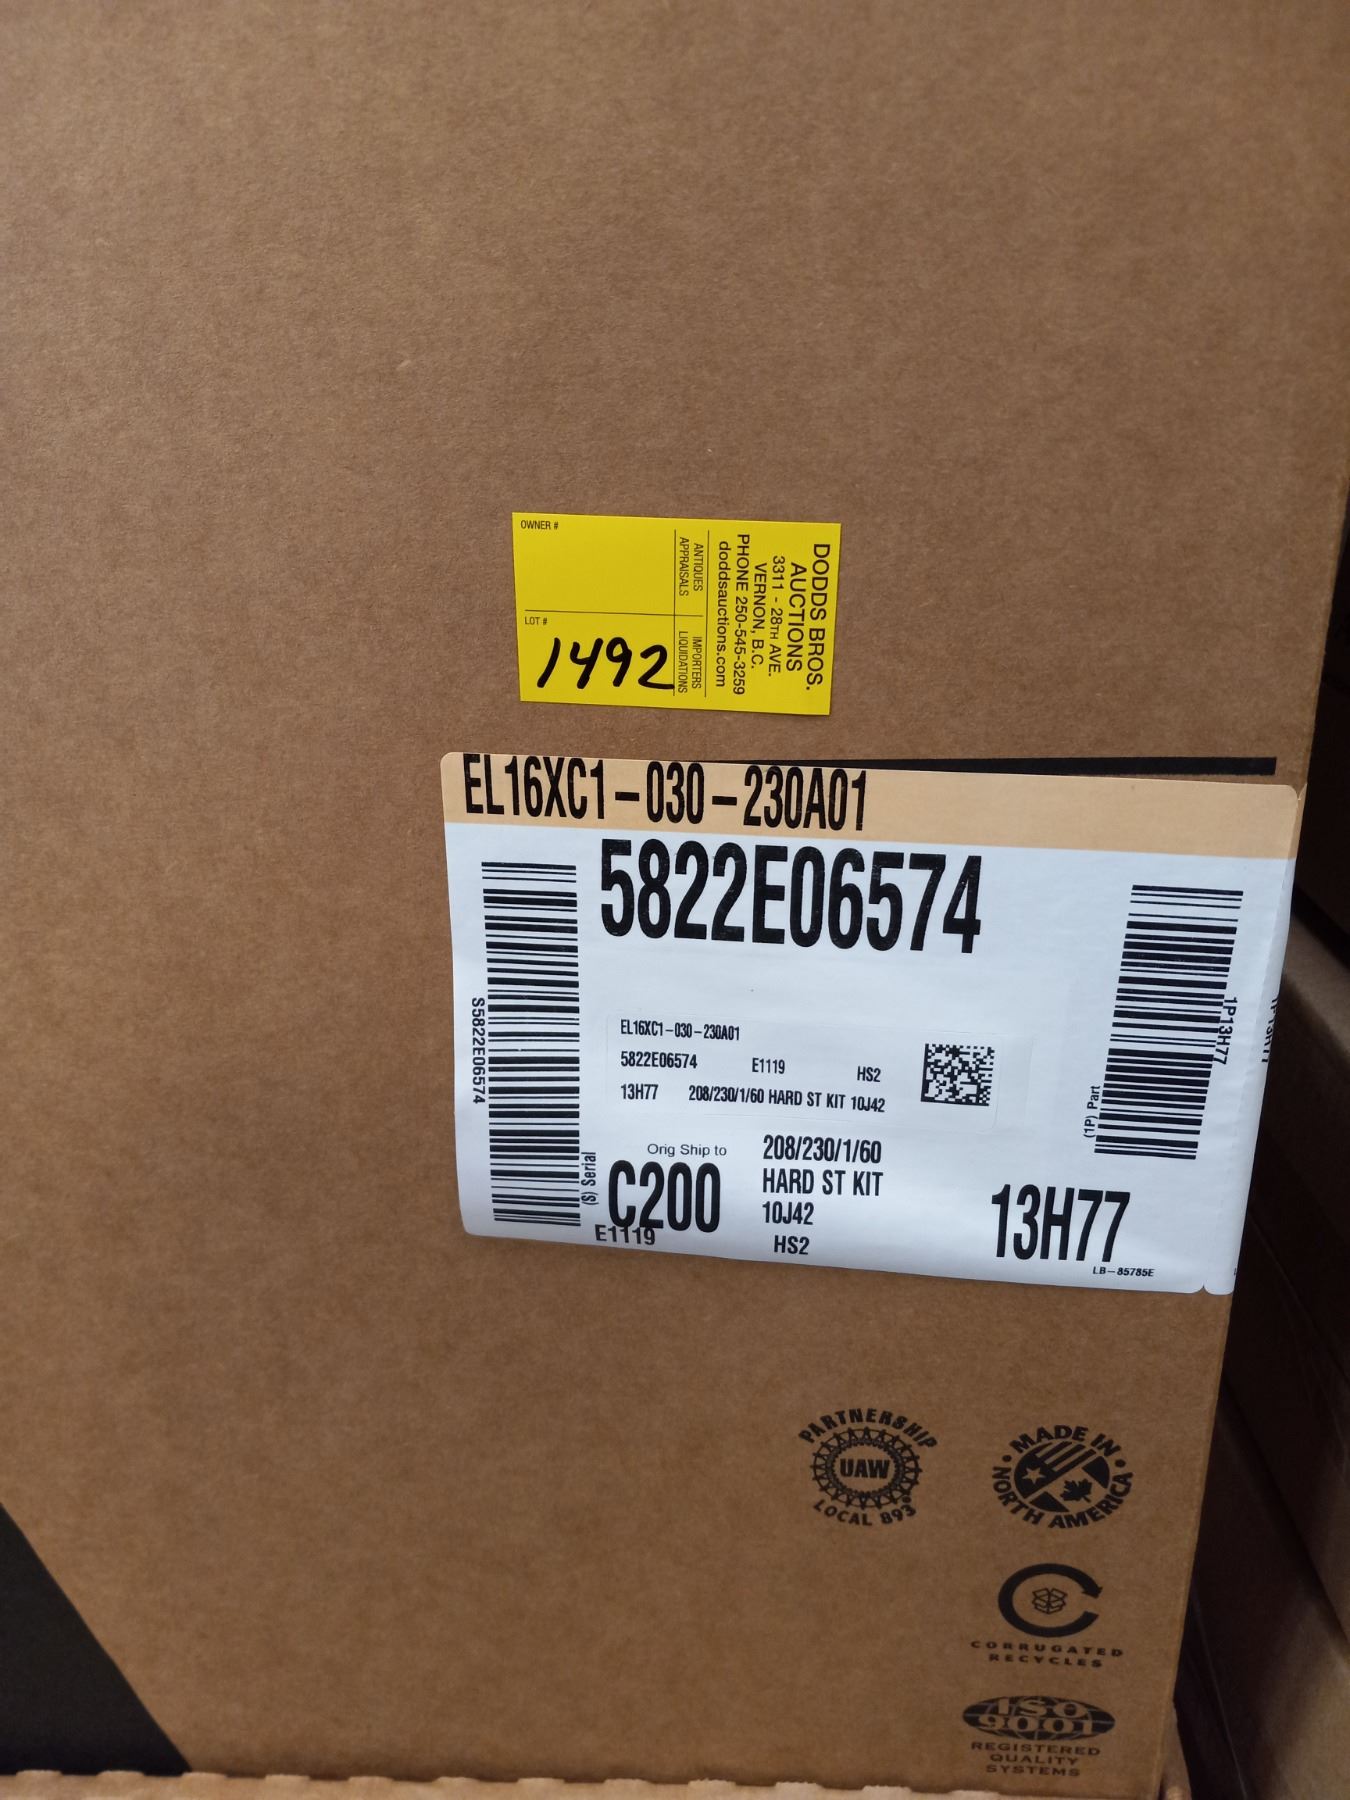 OWNER #
LOT #
1492
ANTIQUES
APPRAISALS
IMPORTERS
LIQUIDATIONS
DODDS BROS.
AUCTIONS
3311 - 28TH AVE.
VERNON, B.C.
PHONE 250-545-3259
doddsauctions.com
EL16XC1-030-230A01
5822E06574
S5822E06574
(S) Serial
EL16XC1-030-230A01
5822E06574 E1119 HS2
13H77 208/230/1/60 HARD ST KIT 10J42
1P13H77
(1P) Part
Orig Ship to
C200
E1119
208/230/1/60
HARD ST KIT
10J42
HS2
13H77
LB-85785E
PARTNERSHIP
UAW
LOCAL 893
MADE IN
NORTH AMERICA
CORRUGATED
RECYCLES
ISO
9001
REGISTERED
QUALITY
SYSTEMS